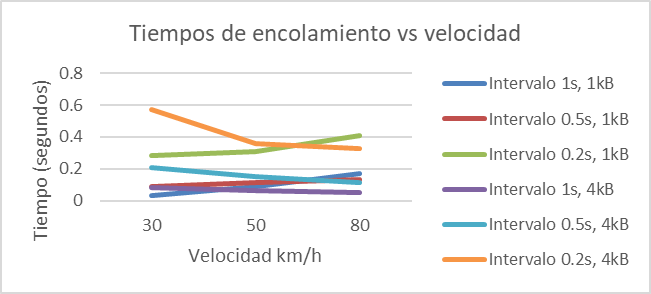 Tiempos de encolamiento vs velocidad
Tiempo (segundos)
0.8
0.6
0.4
0.2
0
30 50 80
Velocidad km/h
Intervalo 1s, 1kB
Intervalo 0.5s, 1kB
Intervalo 0.2s, 1kB
Intervalo 1s, 4kB
Intervalo 0.5s, 4kB
Intervalo 0.2s, 4kB